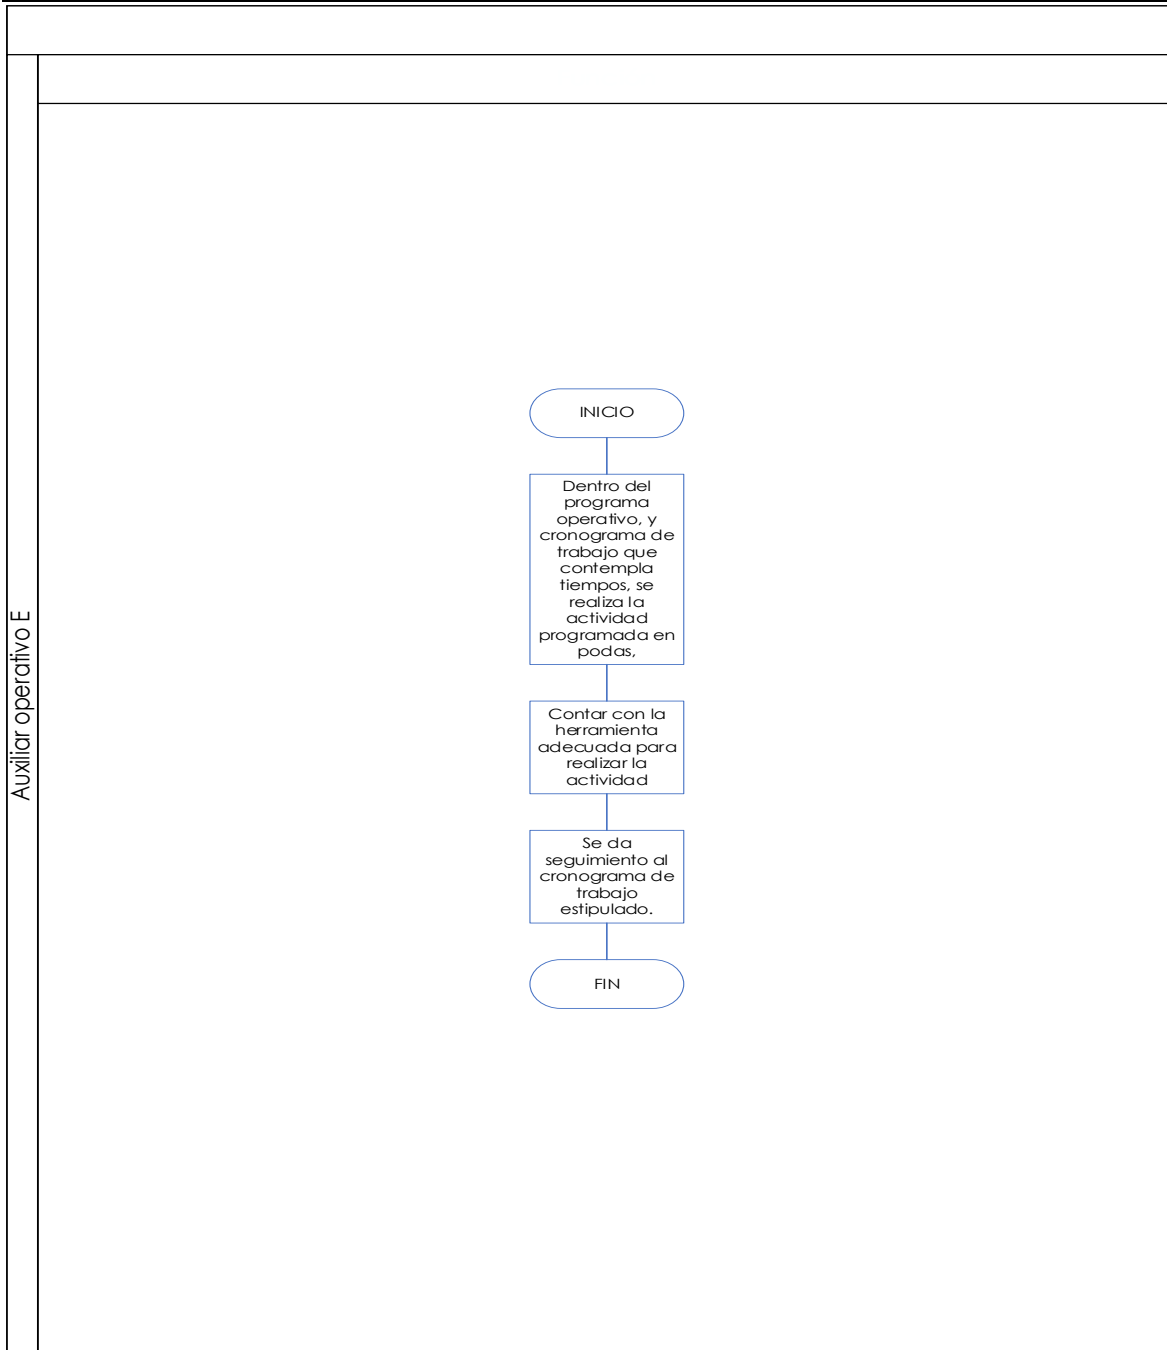 INICIO
Dentro del
programa
operativo, y
cronograma de
trabajo que
contempla
tiempos, se
realiza la
actividad
programada en
podas,
Contar con la
herramienta
adecuada para
realizar la
actividad
Se da
seguimiento al
cronograma de
trabajo
estipulado.
FIN
Auxiliar operativo E